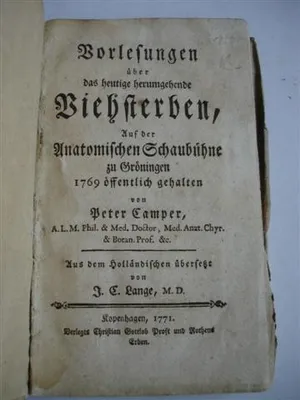 Vorlesungen
über
das heutige herumgehende
Viehsterben,
Auf der
Anatomischen Schaubühne
zu Gröningen
1769 öffentlich gehalten
von
Peter Camper,
A.L.M. Phil. & Med. Doctor, Med. Anat. Chyr.
& Botan. Prof. &c.
Aus dem Holländischen übersetzt
von
J. C. Lange, M.D.
Kopenhagen, 1771.
Verlegts Christian Gottlob Proft und Rothens
Erben.